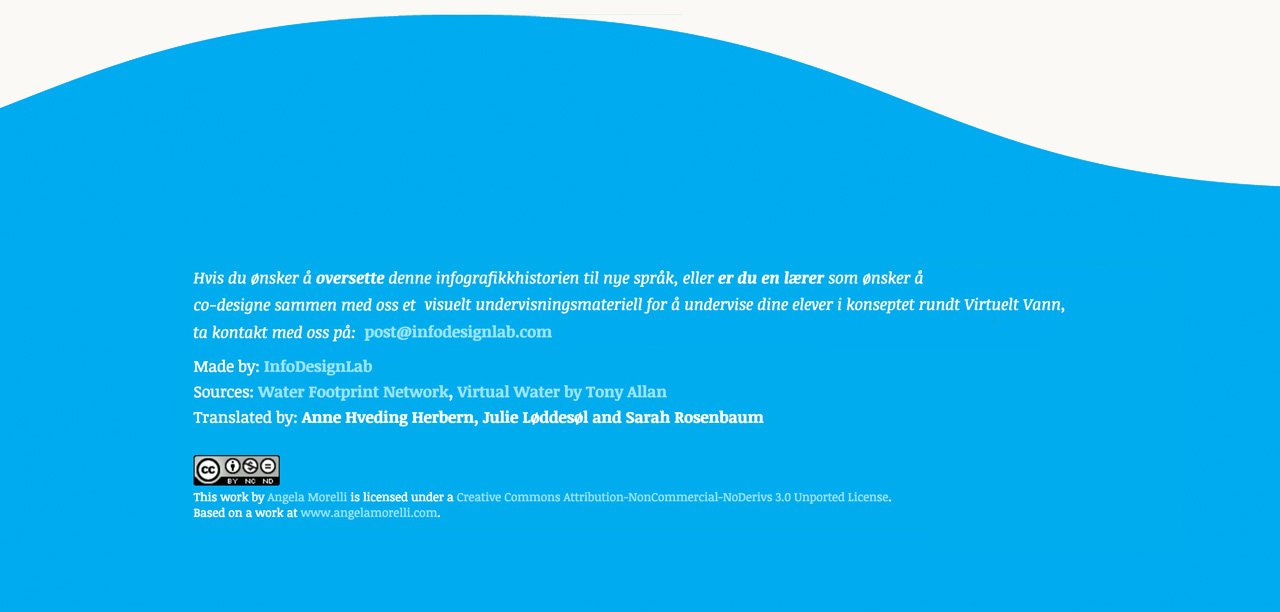 Hvis du ønsker å oversette denne infografikkhistorien til nye språk, eller er du en lærer som ønsker å
co-designe sammen med oss et visuelt undervisningsmateriell for å undervise dine elever i konseptet rundt Virtuelt Vann,
ta kontakt med oss på: post@infodesignlab.com
Made by: InfoDesignLab
Sources: Water Footprint Network, Virtual Water by Tony Allan
Translated by: Anne Hveding Herbern, Julie Løddesøl and Sarah Rosenbaum
cc BY NC ND
This work by Angela Morelli is licensed under a Creative Commons Attribution-NonCommercial-NoDerivs 3.0 Unported License.
Based on a work at www.angelamorelli.com.